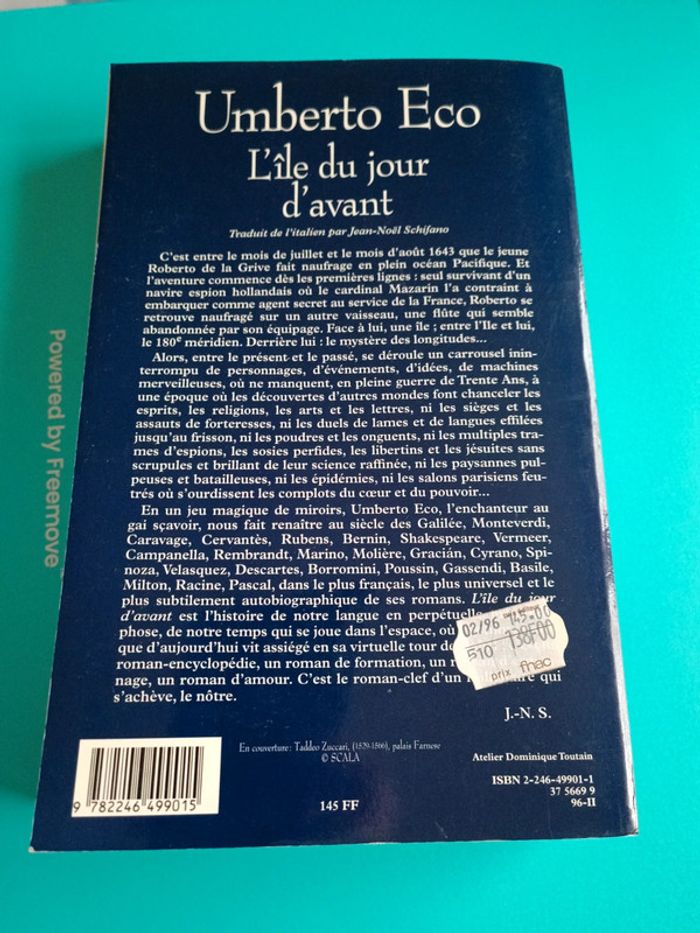 Umberto Eco
L'île du jour
d'avant
Traduit de l'italien par Jean-Noël Schifano
C'est entre le mois de juillet et le mois d'août 1643 que le jeune
Roberto de la Grive fait naufrage en plein océan Pacifique. Et
l'aventure commence dès les premières lignes : seul survivant d'un
navire espion hollandais où le cardinal Mazarin l'a contraint à
embarquer comme agent secret au service de la France, Roberto se
retrouve naufragé sur un autre vaisseau, une flûte qui semble
abandonnée par son équipage. Face à lui, une île ; entre l'Ile et lui,
le 180e méridien. Derrière lui : le mystère des longitudes...
Alors, entre le présent et le passé, se déroule un carrousel inin-
terrompu de personnages, d'événements, d'idées, de machines
merveilleuses, où ne manquent, en pleine guerre de Trente Ans, à
une époque où les découvertes d'autres mondes font chanceler les
esprits, les religions, les arts et les lettres, ni les sièges et les
assauts de forteresses, ni les duels de lames et de langues effilées
jusqu'au frisson, ni les poudres et les onguents, ni les multiples tra-
mes d'espions, les sosies perfides, les libertins et les jésuites sans
scrupules et brillant de leur science raffinée, ni les paysannes pul-
peuses et batailleuses, ni les épidémies, ni les salons parisiens feu-
trés où s'ourdissent les complots du cœur et du pouvoir...
En un jeu magique de miroirs, Umberto Eco, l'enchanteur au
gai sçavoir, nous fait renaître au siècle des Galilée, Monteverdi,
Caravage, Cervantès, Rubens, Bernin, Shakespeare, Vermeer,
Campanella, Rembrandt, Marino, Molière, Gracián, Cyrano, Spi-
noza, Velasquez, Descartes, Borromini, Poussin, Gassendi, Basile,
Milton, Racine, Pascal, dans le plus français, le plus universel et le
plus subtilement autobiographique de ses romans. L'île du jour
d'avant est l'histoire de notre langue en perpétuelle
phose, de notre temps qui se joue dans l'espace, où
que d'aujourd'hui vit assiégé en sa virtuelle tour de
roman-encyclopédie, un roman de formation, un
nage, un roman d'amour. C'est le roman-clef d'un qui
s'achève, le nôtre.
J.-N. S.
02/96 145.00
510 138F00
prix fnac
En couverture : Taddeo Zuccari, (1529-1566), palais Farnese
© SCALA
Atelier Dominique Toutain
ISBN 2-246-49901-1
37 5669 9
96-II
9 782246 499015
145 FF
Powered by Freemove